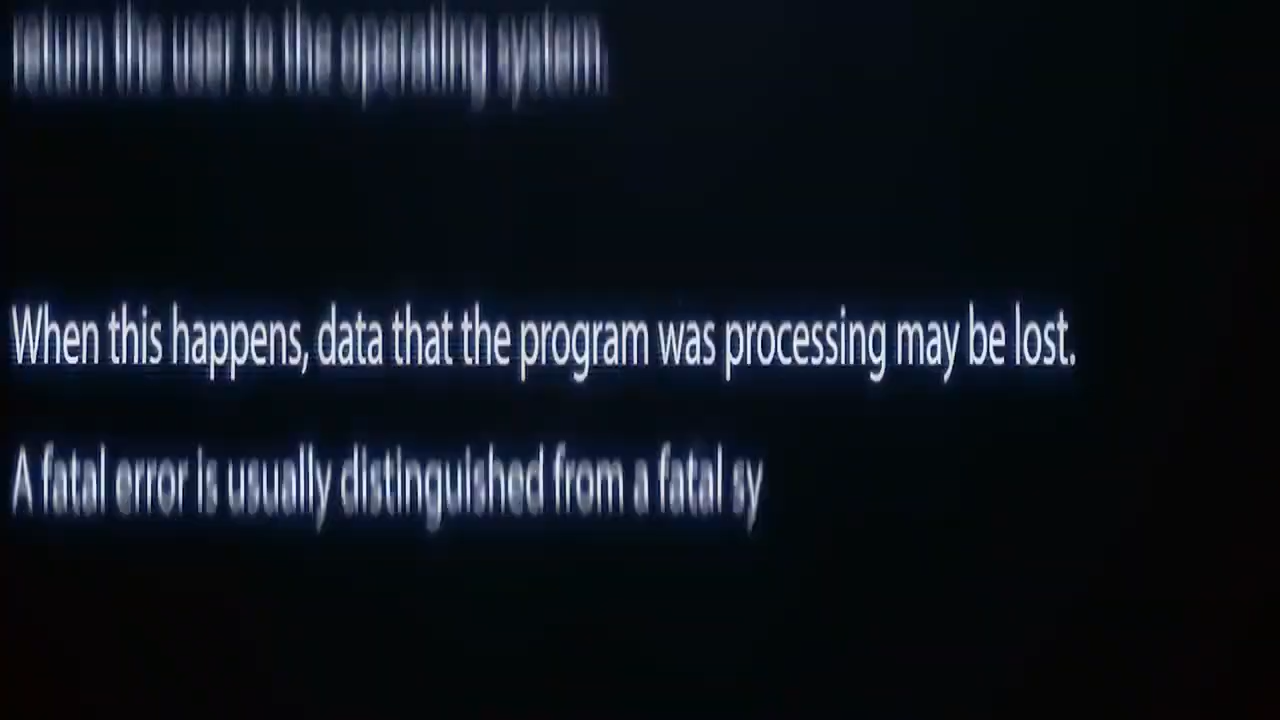 return the user to the operating system.
When this happens, data that the program was processing may be lost.
A fatal error is usually distinguished from a fatal sy